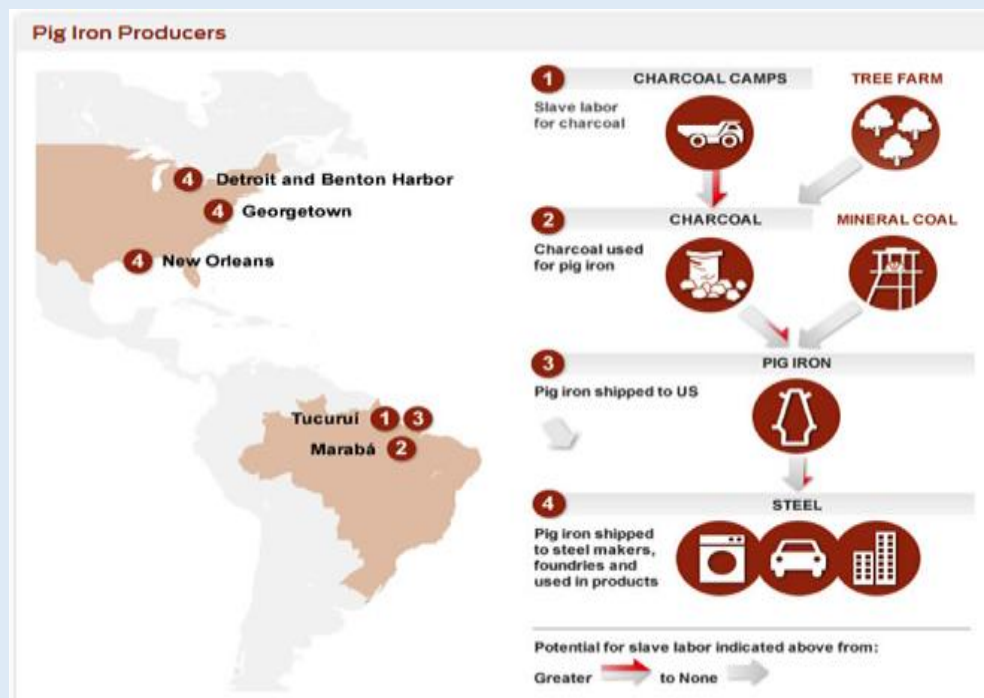 Pig Iron Producers
4 Detroit and Benton Harbor
4 Georgetown
4 New Orleans
Tucuruí 1 3
Marabá 2
1 CHARCOAL CAMPS TREE FARM
Slave labor
for charcoal
2 CHARCOAL MINERAL COAL
Charcoal used
for pig iron
3 PIG IRON
Pig iron shipped to US
4 STEEL
Pig iron shipped
to steel makers,
foundries and
used in products
Potential for slave labor indicated above from:
Greater to None